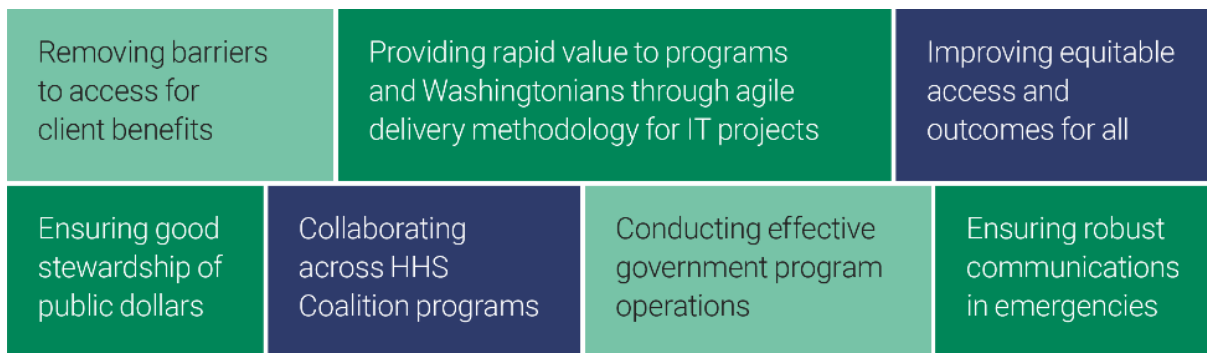 Removing barriers
to access for
client benefits
Providing rapid value to programs
and Washingtonians through agile
delivery methodology for IT projects
Improving equitable
access and
outcomes for all
Ensuring good
stewardship of
public dollars
Collaborating
across HHS
Coalition programs
Conducting effective
government program
operations
Ensuring robust
communications
in emergencies